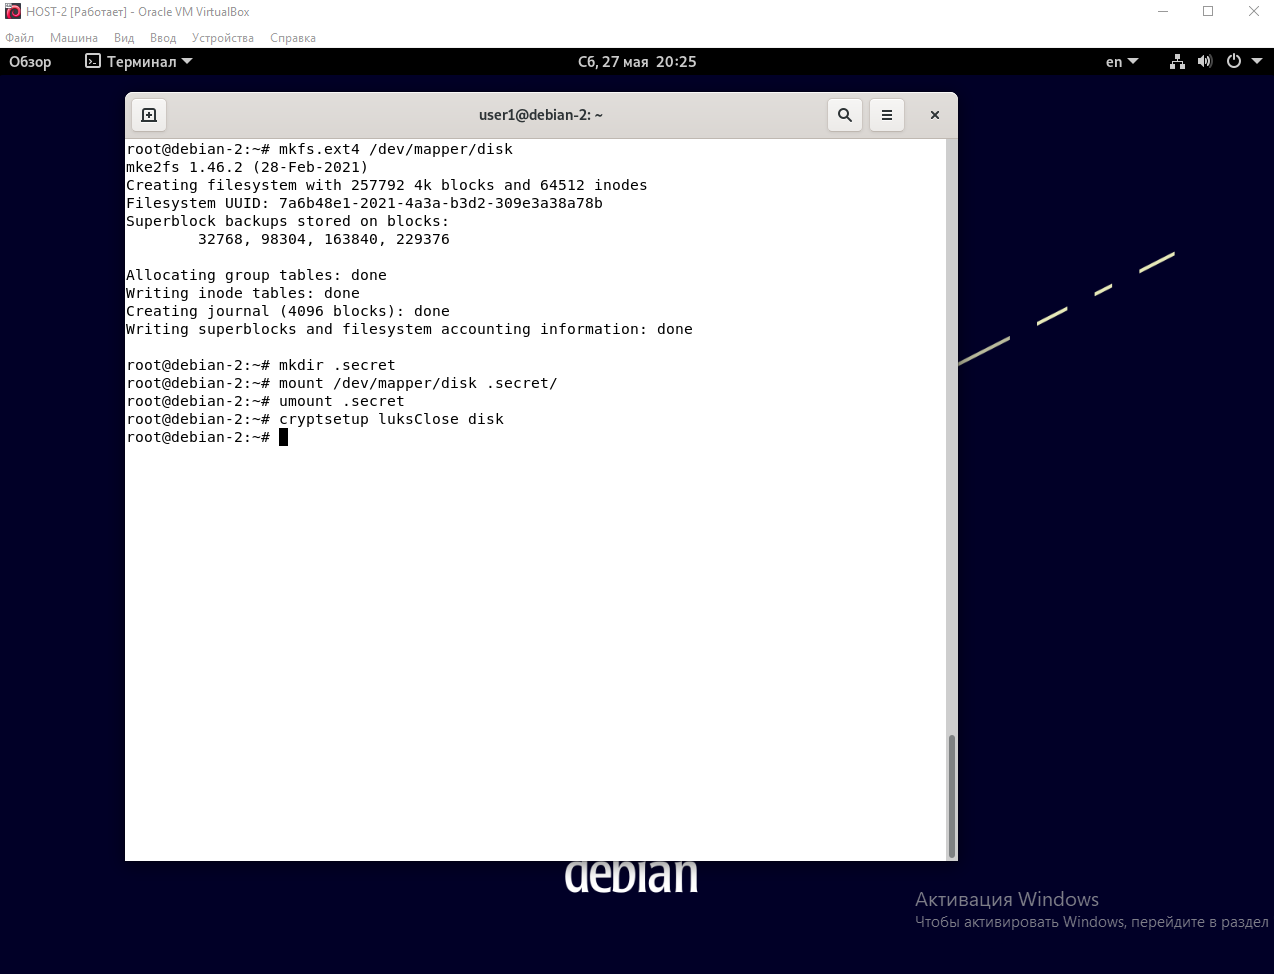 HOST-2 [Работает] - Oracle VM VirtualBox
Файл Машина Вид Ввод Устройства Справка
Обзор Терминал Сб, 27 мая 20:25 en
user1@debian-2: ~
root@debian-2:~# mkfs.ext4 /dev/mapper/disk
mke2fs 1.46.2 (28-Feb-2021)
Creating filesystem with 257792 4k blocks and 64512 inodes
Filesystem UUID: 7a6b48e1-2021-4a3a-b3d2-309e3a38a78b
Superblock backups stored on blocks:
32768, 98304, 163840, 229376
Allocating group tables: done
Writing inode tables: done
Creating journal (4096 blocks): done
Writing superblocks and filesystem accounting information: done
root@debian-2:~# mkdir .secret
root@debian-2:~# mount /dev/mapper/disk .secret/
root@debian-2:~# umount .secret
root@debian-2:~# cryptsetup luksClose disk
root@debian-2:~#
debian
Активация Windows
Чтобы активировать Windows, перейдите в раздел